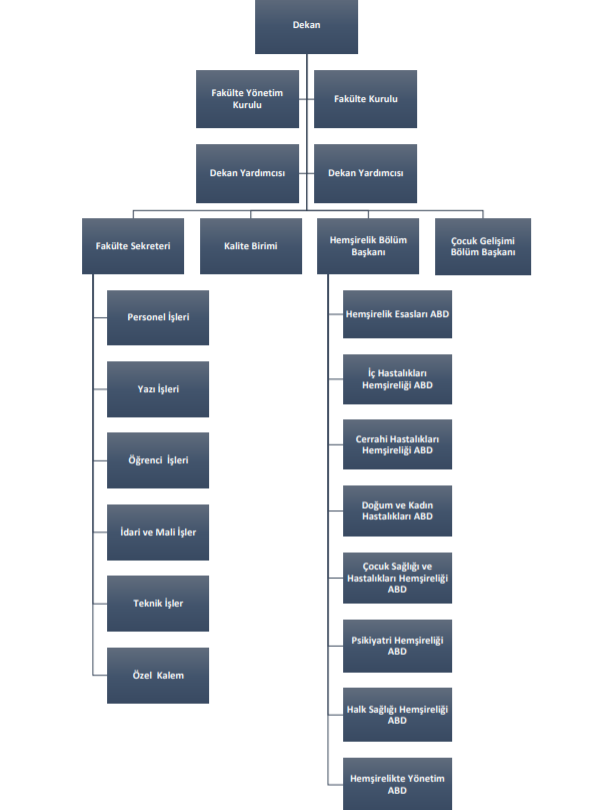 Dekan
Fakülte Yönetim
Kurulu
Fakülte Kurulu
Dekan Yardımcısı
Dekan Yardımcısı
Fakülte Sekreteri
Kalite Birimi
Hemşirelik Bölüm
Başkanı
Çocuk Gelişimi
Bölüm Başkanı
Personel İşleri
Yazı İşleri
Öğrenci İşleri
İdari ve Mali İşler
Teknik İşler
Özel Kalem
Hemşirelik Esasları ABD
İç Hastalıkları
Hemşireliği ABD
Cerrahi Hastalıkları
Hemşireliği ABD
Doğum ve Kadın
Hastalıkları ABD
Çocuk Sağlığı ve
Hastalıkları Hemşireliği
ABD
Psikiyatri Hemşireliği
ABD
Halk Sağlığı Hemşireliği
ABD
Hemşirelikte Yönetim
ABD